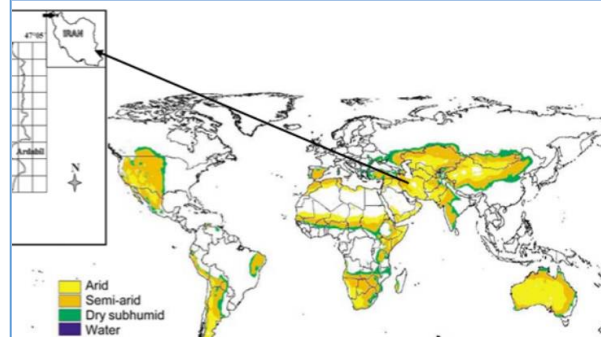 47°05'
IRAN
Ardabil
N
Arid
Semi-arid
Dry subhumid
Water